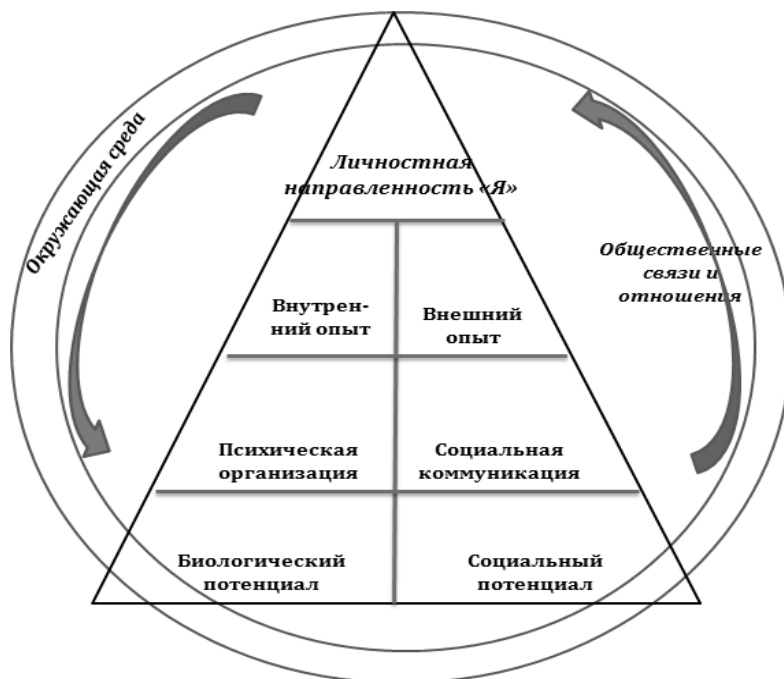 Окружающая среда
Личностная
направленность «Я»
Общественные
связи и
отношения
Внутрен-
ний опыт
Внешний
опыт
Психическая
организация
Социальная
коммуникация
Биологический
потенциал
Социальный
потенциал